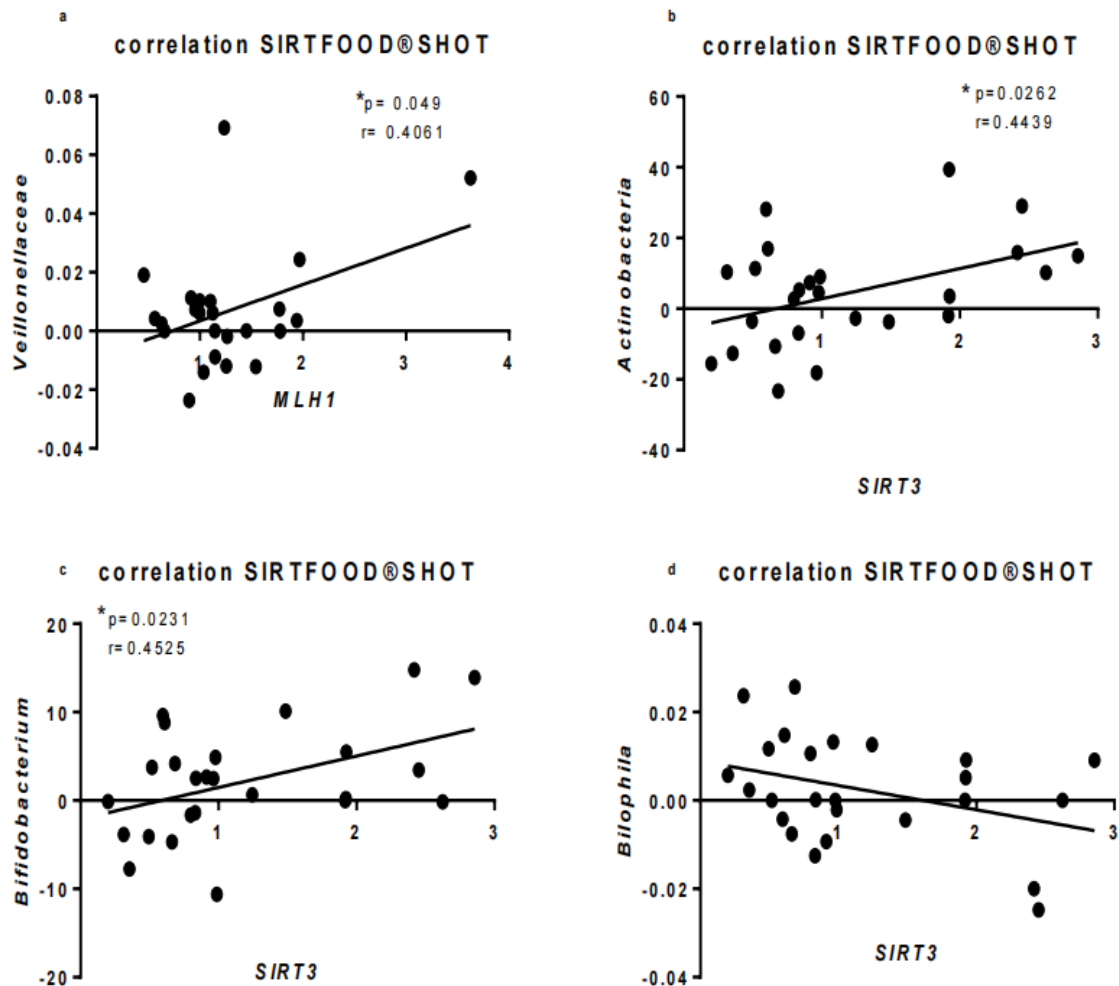 a
correlation SIRTFOOD®SHOT
*p= 0.049
r= 0.4061
0.08
0.06
0.04
0.02
0.00
-0.02
-0.04
1
2
3
4
Veillonellaceae
MLH1
b
correlation SIRTFOOD®SHOT
*p=0.0262
r=0.4439
60
40
20
0
-20
-40
1
2
3
Actinobacteria
SIRT3
c
correlation SIRTFOOD®SHOT
*p=0.0231
r=0.4525
20
10
0
-10
-20
1
2
3
Bifidobacterium
SIRT3
d
correlation SIRTFOOD®SHOT
0.04
0.02
0.00
-0.02
-0.04
1
2
3
Bilophila
SIRT3